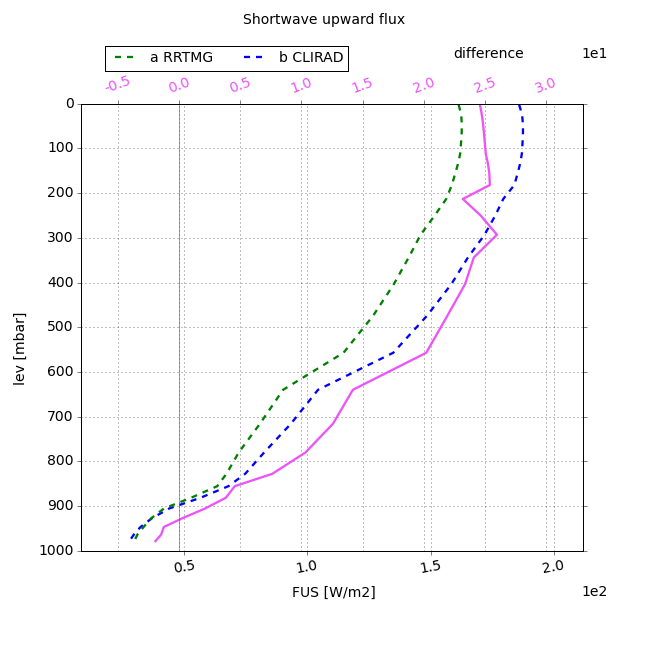 Shortwave upward flux
a RRTMG b CLIRAD difference 1e1
-0.5 0.0 0.5 1.0 1.5 2.0 2.5 3.0
0
100
200
300
400
500
600
700
800
900
1000
lev [mbar]
0.5 1.0 1.5 2.0
FUS [W/m2] 1e2